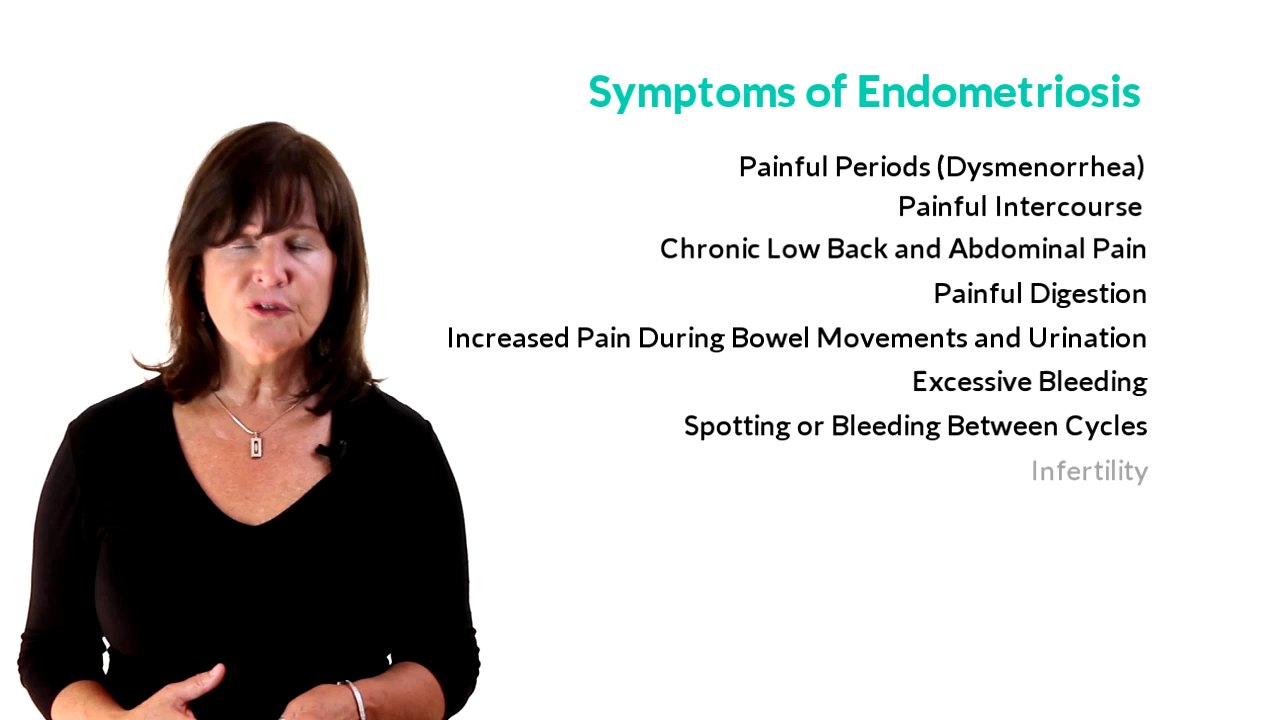 Symptoms of Endometriosis
Painful Periods (Dysmenorrhea)
Painful Intercourse
Chronic Low Back and Abdominal Pain
Painful Digestion
Increased Pain During Bowel Movements and Urination
Excessive Bleeding
Spotting or Bleeding Between Cycles
Infertility